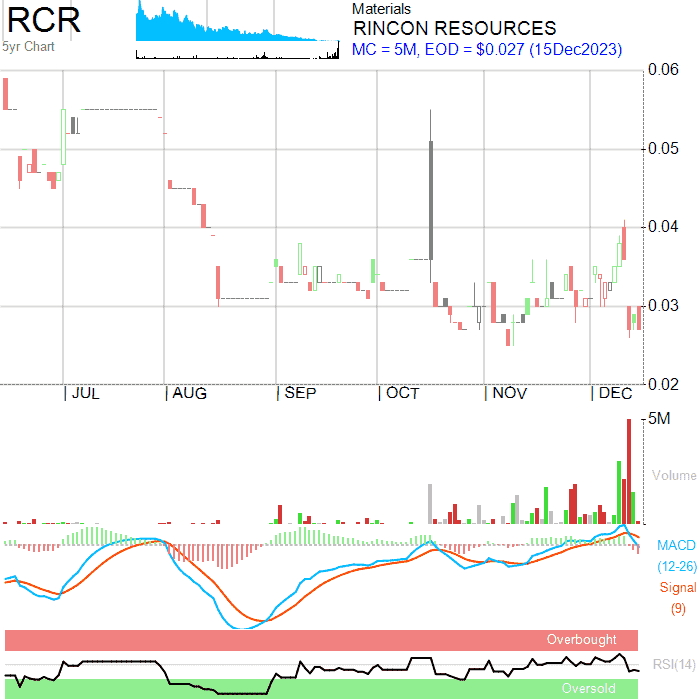 RCR
5yr Chart
Materials
RINCON RESOURCES
MC = 5M, EOD = $0.027 (15Dec2023)
0.06
0.05
0.04
0.03
0.02
JUL AUG SEP OCT NOV DEC
5M
Volume
MACD
(12-26)
Signal
(9)
Overbought
RSI(14)
Oversold